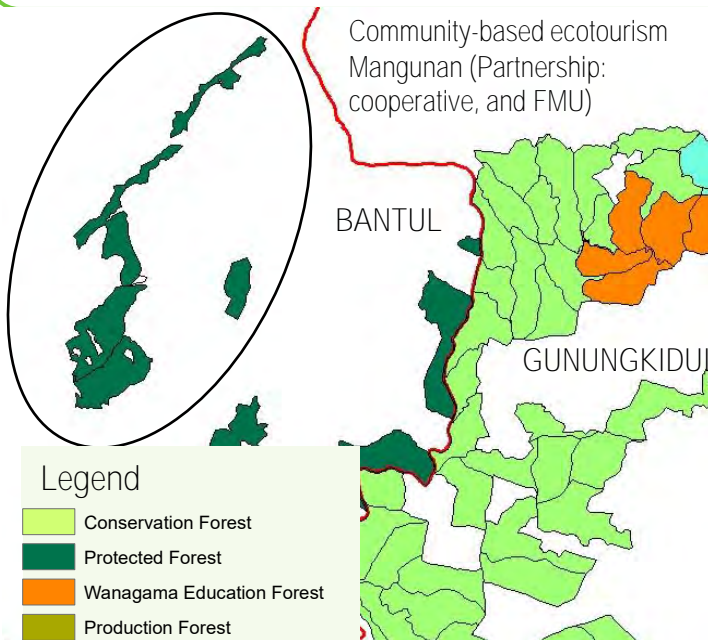 Community-based ecotourism
Mangunan (Partnership:
cooperative, and FMU)
BANTUL
GUNUNGKIDUL
Legend
Conservation Forest
Protected Forest
Wanagama Education Forest
Production Forest